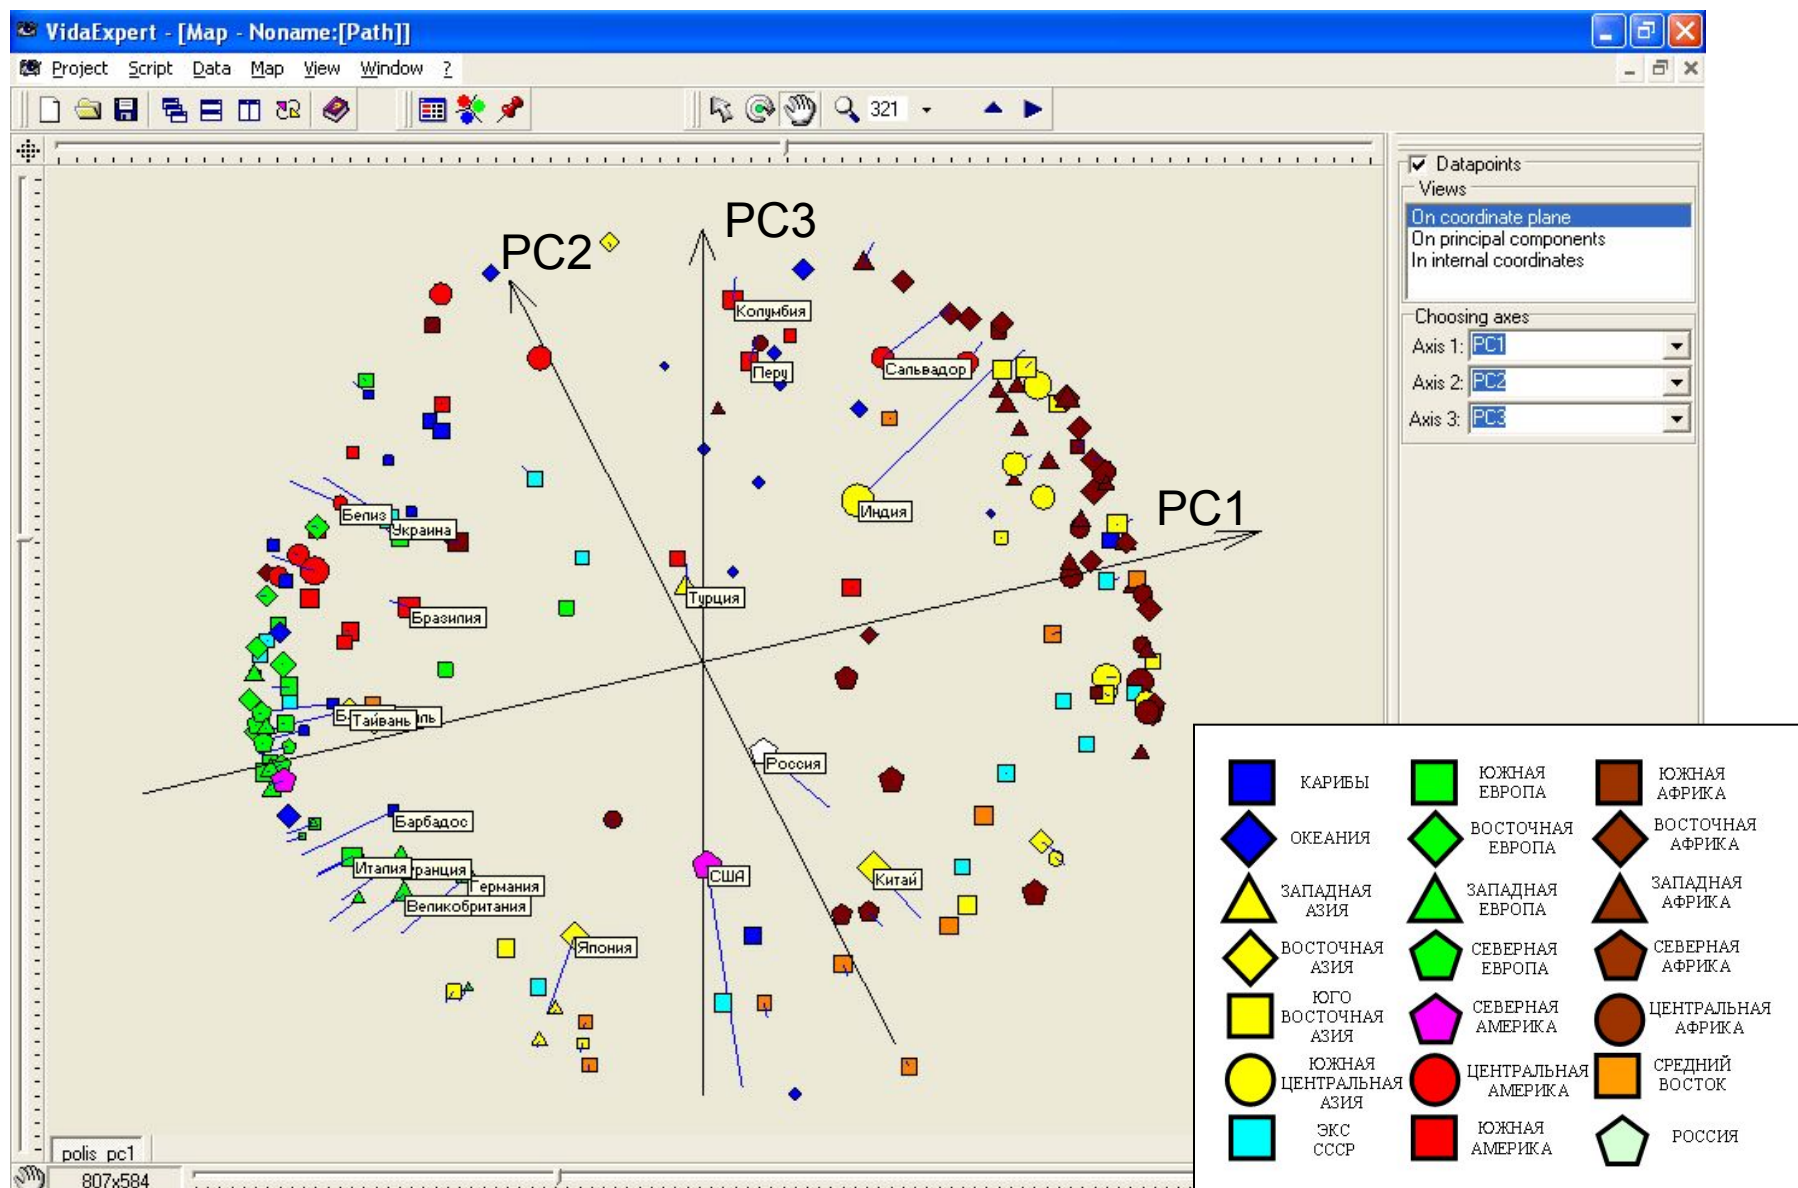 VidaExpert - [Map - Noname:[Path]]
Project Script Data Map View Window ?
321
Datapoints
Views
On coordinate plane
On principal components
In internal coordinates
Choosing axes
Axis 1: PC1
Axis 2: PC2
Axis 3: PC3
PC3
PC2
Колумбия
Перу
Сальвадор
PC1
Индия
Белиз
Украина
Турция
Бразилия
Тайвань
Россия
Барбадос
Италия
Германия
Великобритания
США
Китай
Япония
КАРИБЫ
ЮЖНАЯ
ЕВРОПА
ЮЖНАЯ
АФРИКА
ОКЕАНИЯ
ВОСТОЧНАЯ
ЕВРОПА
ВОСТОЧНАЯ
АФРИКА
ЗАПАДНАЯ
АЗИЯ
ЗАПАДНАЯ
ЕВРОПА
ЗАПАДНАЯ
АФРИКА
ВОСТОЧНАЯ
АЗИЯ
СЕВЕРНАЯ
ЕВРОПА
СЕВЕРНАЯ
АФРИКА
ЮГО
ВОСТОЧНАЯ
АЗИЯ
СЕВЕРНАЯ
АМЕРИКА
ЦЕНТРАЛЬНАЯ
АФРИКА
ЮЖНАЯ
ЦЕНТРАЛЬНАЯ
АЗИЯ
ЦЕНТРАЛЬНАЯ
АМЕРИКА
СРЕДНИЙ
ВОСТОК
ЭКС
СССР
ЮЖНАЯ
АМЕРИКА
РОССИЯ
polis_pc1
807x584